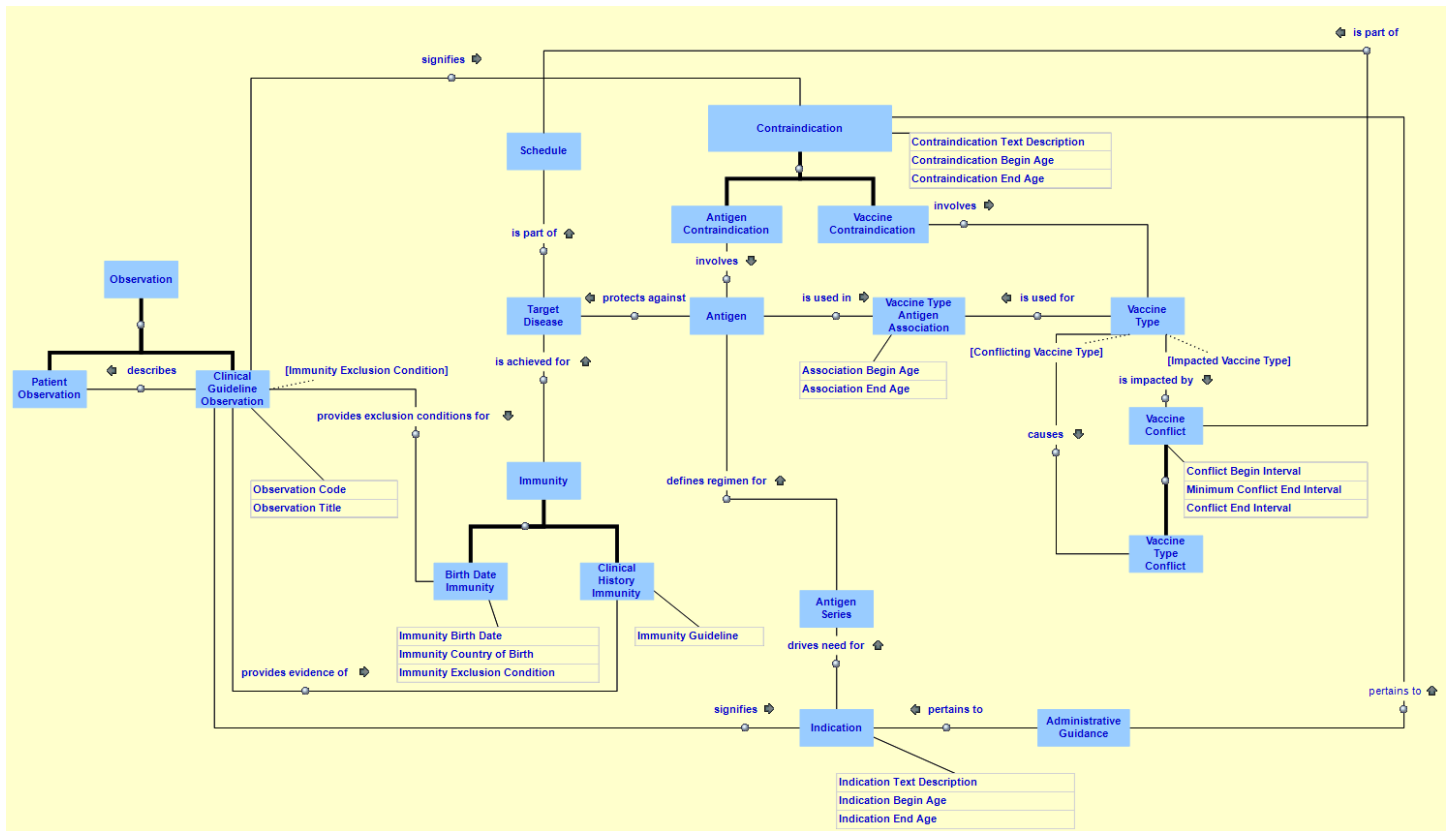 is part of
signifies
Contraindication
Contraindication Text Description
Contraindication Begin Age
Contraindication End Age
Schedule
Antigen
Contraindication
Vaccine
Contraindication
involves
is part of
involves
Observation
Target
Disease
protects against
Antigen
is used in
Vaccine Type
Antigen
Association
is used for
Vaccine
Type
[Conflicting Vaccine Type]
[Impacted Vaccine Type]
is achieved for
Patient
Observation
describes
Clinical
Guideline
Observation
[Immunity Exclusion Condition]
Association Begin Age
Association End Age
is impacted by
provides exclusion conditions for
Vaccine
Conflict
causes
Conflict Begin Interval
Minimum Conflict End Interval
Conflict End Interval
Immunity
defines regimen for
Observation Code
Observation Title
Vaccine
Type
Conflict
Birth Date
Immunity
Clinical
History
Immunity
Antigen
Series
Immunity Birth Date
Immunity Country of Birth
Immunity Exclusion Condition
Immunity Guideline
drives need for
provides evidence of
pertains to
signifies
Indication
pertains to
Administrative
Guidance
Indication Text Description
Indication Begin Age
Indication End Age